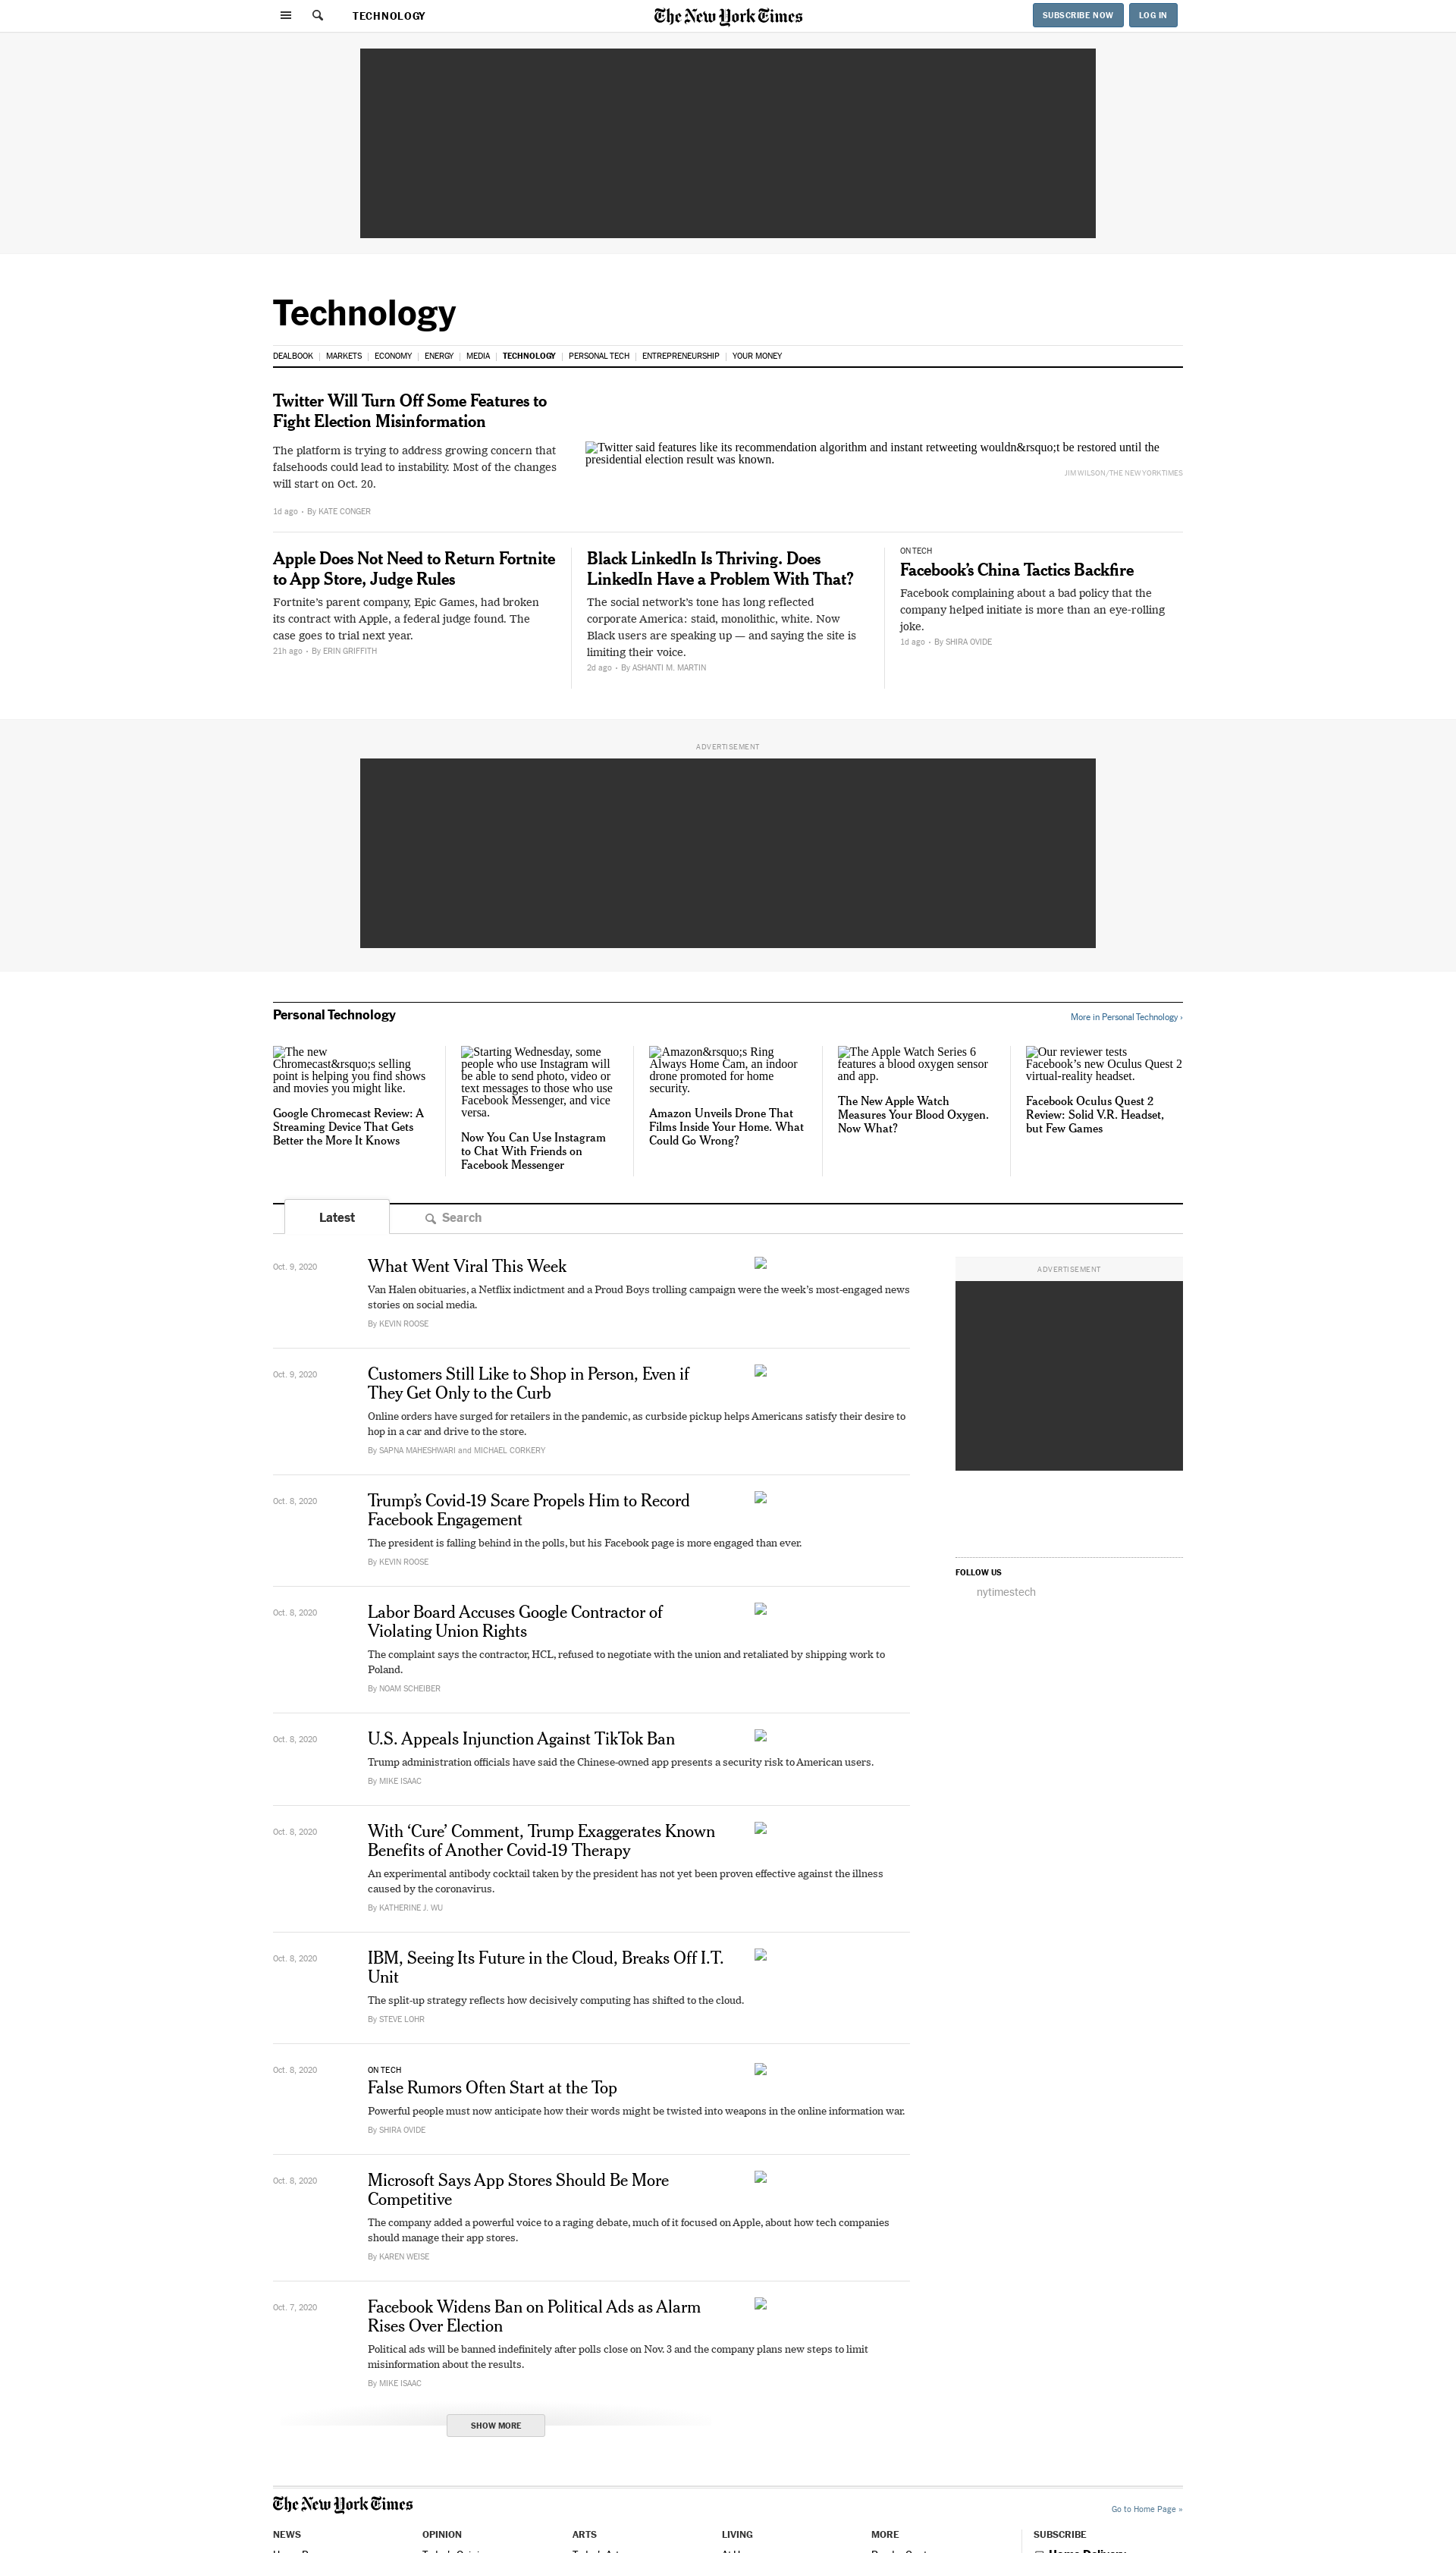 TECHNOLOGY
The New York Times
SUBSCRIBE NOW
LOG IN
Technology
DEALBOOK
MARKETS
ECONOMY
ENERGY
MEDIA
TECHNOLOGY
PERSONAL TECH
ENTREPRENEURSHIP
YOUR MONEY
Twitter Will Turn Off Some Features to
Fight Election Misinformation
The platform is trying to address growing concern that
falsehoods could lead to instability. Most of the changes
will start on Oct. 20.
1d ago • By KATE CONGER
Twitter said features like its recommendation algorithm and instant retweeting wouldn&rsquo;t be restored until the
presidential election result was known.
JIM WILSON/THE NEW YORK TIMES
Apple Does Not Need to Return Fortnite
to App Store, Judge Rules
Fortnite’s parent company, Epic Games, had broken
its contract with Apple, a federal judge found. The
case goes to trial next year.
21h ago • By ERIN GRIFFITH
Black LinkedIn Is Thriving. Does
LinkedIn Have a Problem With That?
The social network’s tone has long reflected
corporate America: staid, monolithic, white. Now
Black users are speaking up — and saying the site is
limiting their voice.
2d ago • By ASHANTI M. MARTIN
ON TECH
Facebook’s China Tactics Backfire
Facebook complaining about a bad policy that the
company helped initiate is more than an eye-rolling
joke.
1d ago • By SHIRA OVIDE
ADVERTISEMENT
Personal Technology
More in Personal Technology ›
The new
Chromecast&rsquo;s selling
point is helping you find shows
and movies you might like.
Google Chromecast Review: A
Streaming Device That Gets
Better the More It Knows
Starting Wednesday, some
people who use Instagram will
be able to send photo, video or
text messages to those who use
Facebook Messenger, and vice
versa.
Now You Can Use Instagram
to Chat With Friends on
Facebook Messenger
Amazon&rsquo;s Ring
Always Home Cam, an indoor
drone promoted for home
security.
Amazon Unveils Drone That
Films Inside Your Home. What
Could Go Wrong?
The Apple Watch Series 6
features a blood oxygen sensor
and app.
The New Apple Watch
Measures Your Blood Oxygen.
Now What?
Our reviewer tests
Facebook’s new Oculus Quest 2
virtual-reality headset.
Facebook Oculus Quest 2
Review: Solid V.R. Headset,
but Few Games
Latest
Search
Oct. 9, 2020
What Went Viral This Week
Van Halen obituaries, a Netflix indictment and a Proud Boys trolling campaign were the week’s most-engaged news
stories on social media.
By KEVIN ROOSE
Oct. 9, 2020
Customers Still Like to Shop in Person, Even if
They Get Only to the Curb
Online orders have surged for retailers in the pandemic, as curbside pickup helps Americans satisfy their desire to
hop in a car and drive to the store.
By SAPNA MAHESHWARI and MICHAEL CORKERY
Oct. 8, 2020
Trump’s Covid-19 Scare Propels Him to Record
Facebook Engagement
The president is falling behind in the polls, but his Facebook page is more engaged than ever.
By KEVIN ROOSE
Oct. 8, 2020
Labor Board Accuses Google Contractor of
Violating Union Rights
The complaint says the contractor, HCL, refused to negotiate with the union and retaliated by shipping work to
Poland.
By NOAM SCHEIBER
Oct. 8, 2020
U.S. Appeals Injunction Against TikTok Ban
Trump administration officials have said the Chinese-owned app presents a security risk to American users.
By MIKE ISAAC
Oct. 8, 2020
With ‘Cure’ Comment, Trump Exaggerates Known
Benefits of Another Covid-19 Therapy
An experimental antibody cocktail taken by the president has not yet been proven effective against the illness
caused by the coronavirus.
By KATHERINE J. WU
Oct. 8, 2020
IBM, Seeing Its Future in the Cloud, Breaks Off I.T.
Unit
The split-up strategy reflects how decisively computing has shifted to the cloud.
By STEVE LOHR
Oct. 8, 2020
ON TECH
False Rumors Often Start at the Top
Powerful people must now anticipate how their words might be twisted into weapons in the online information war.
By SHIRA OVIDE
Oct. 8, 2020
Microsoft Says App Stores Should Be More
Competitive
The company added a powerful voice to a raging debate, much of it focused on Apple, about how tech companies
should manage their app stores.
By KAREN WEISE
Oct. 7, 2020
Facebook Widens Ban on Political Ads as Alarm
Rises Over Election
Political ads will be banned indefinitely after polls close on Nov. 3 and the company plans new steps to limit
misinformation about the results.
By MIKE ISAAC
SHOW MORE
ADVERTISEMENT
FOLLOW US
nytimestech
The New York Times
Go to Home Page »
NEWS
OPINION
ARTS
LIVING
MORE
SUBSCRIBE